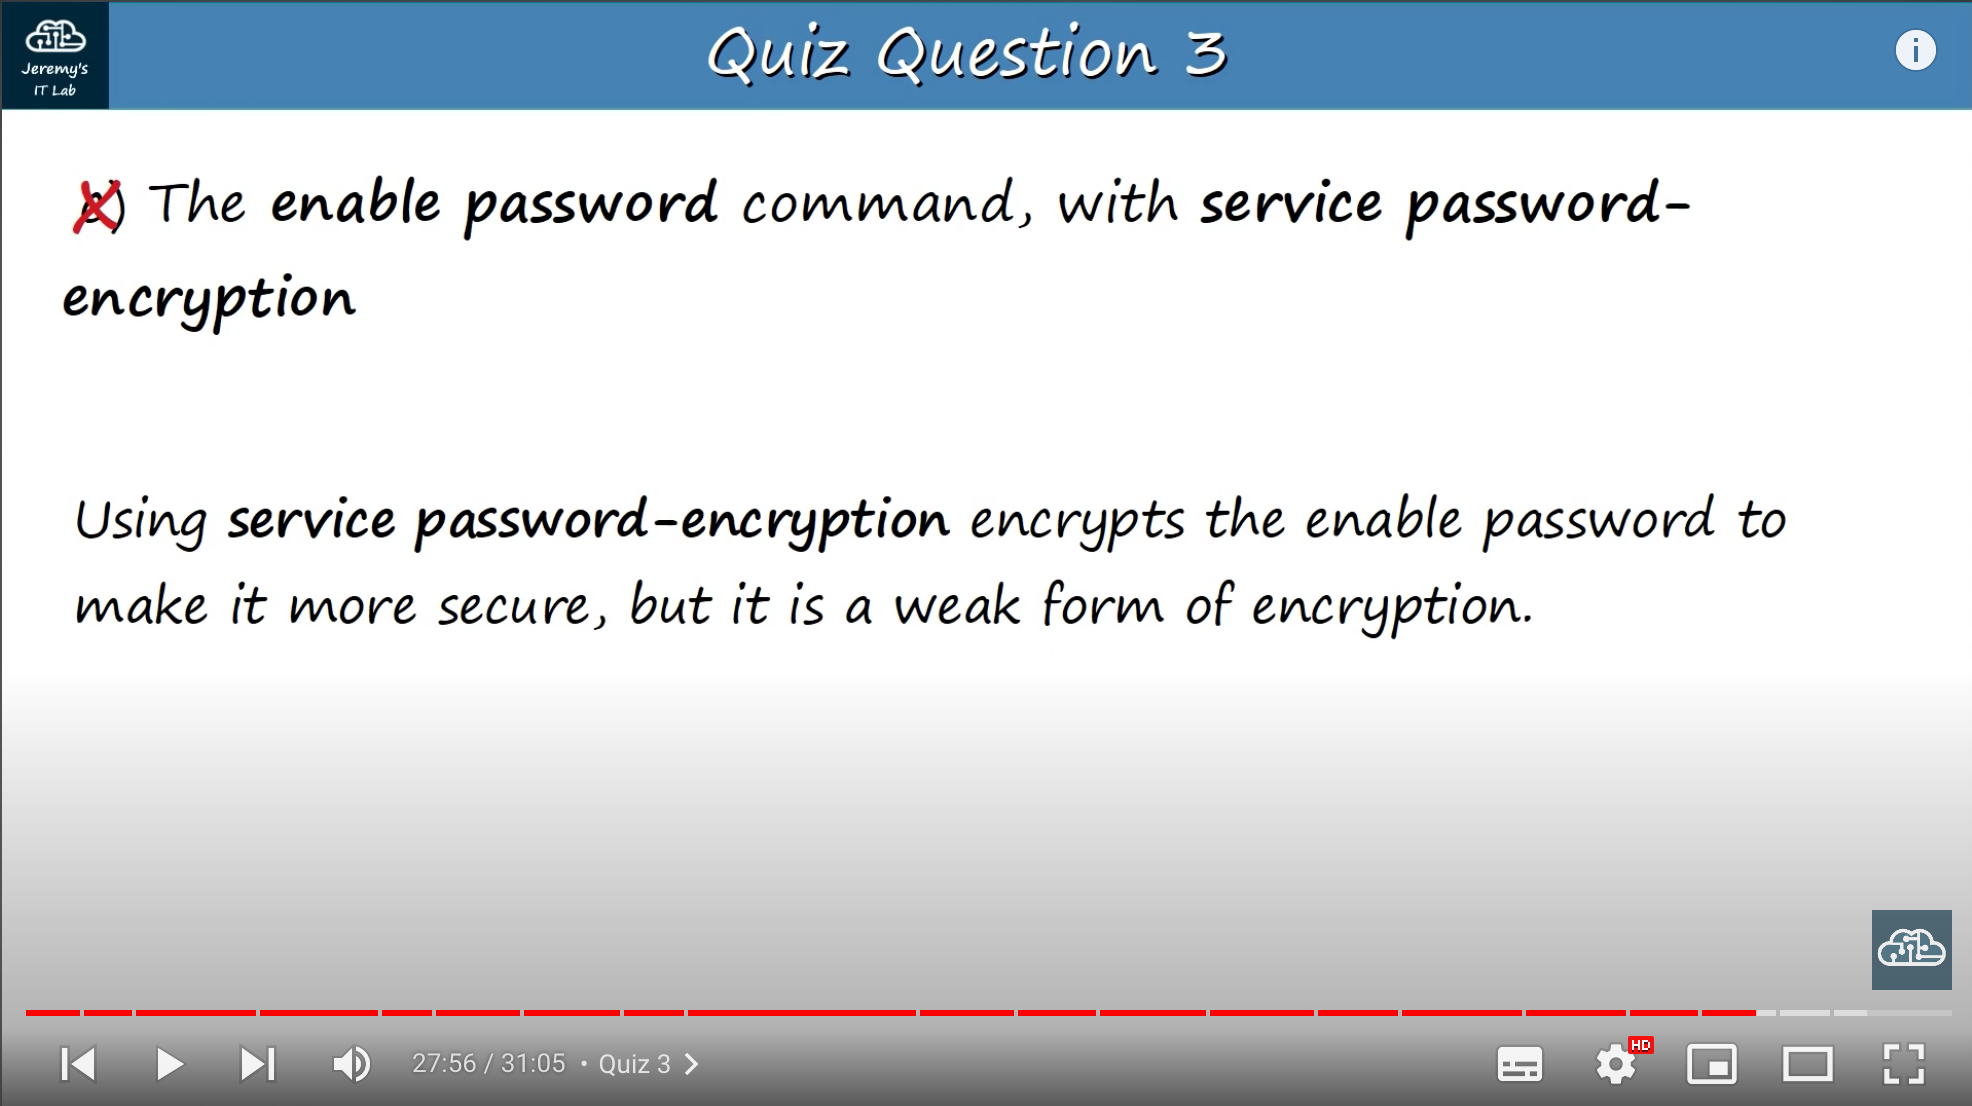 Jeremy's
IT Lab
Quiz Question 3
) The enable password command, with service password-
encryption
Using service password-encryption encrypts the enable password to
make it more secure, but it is a weak form of encryption.
27:56 / 31:05 • Quiz 3
HD